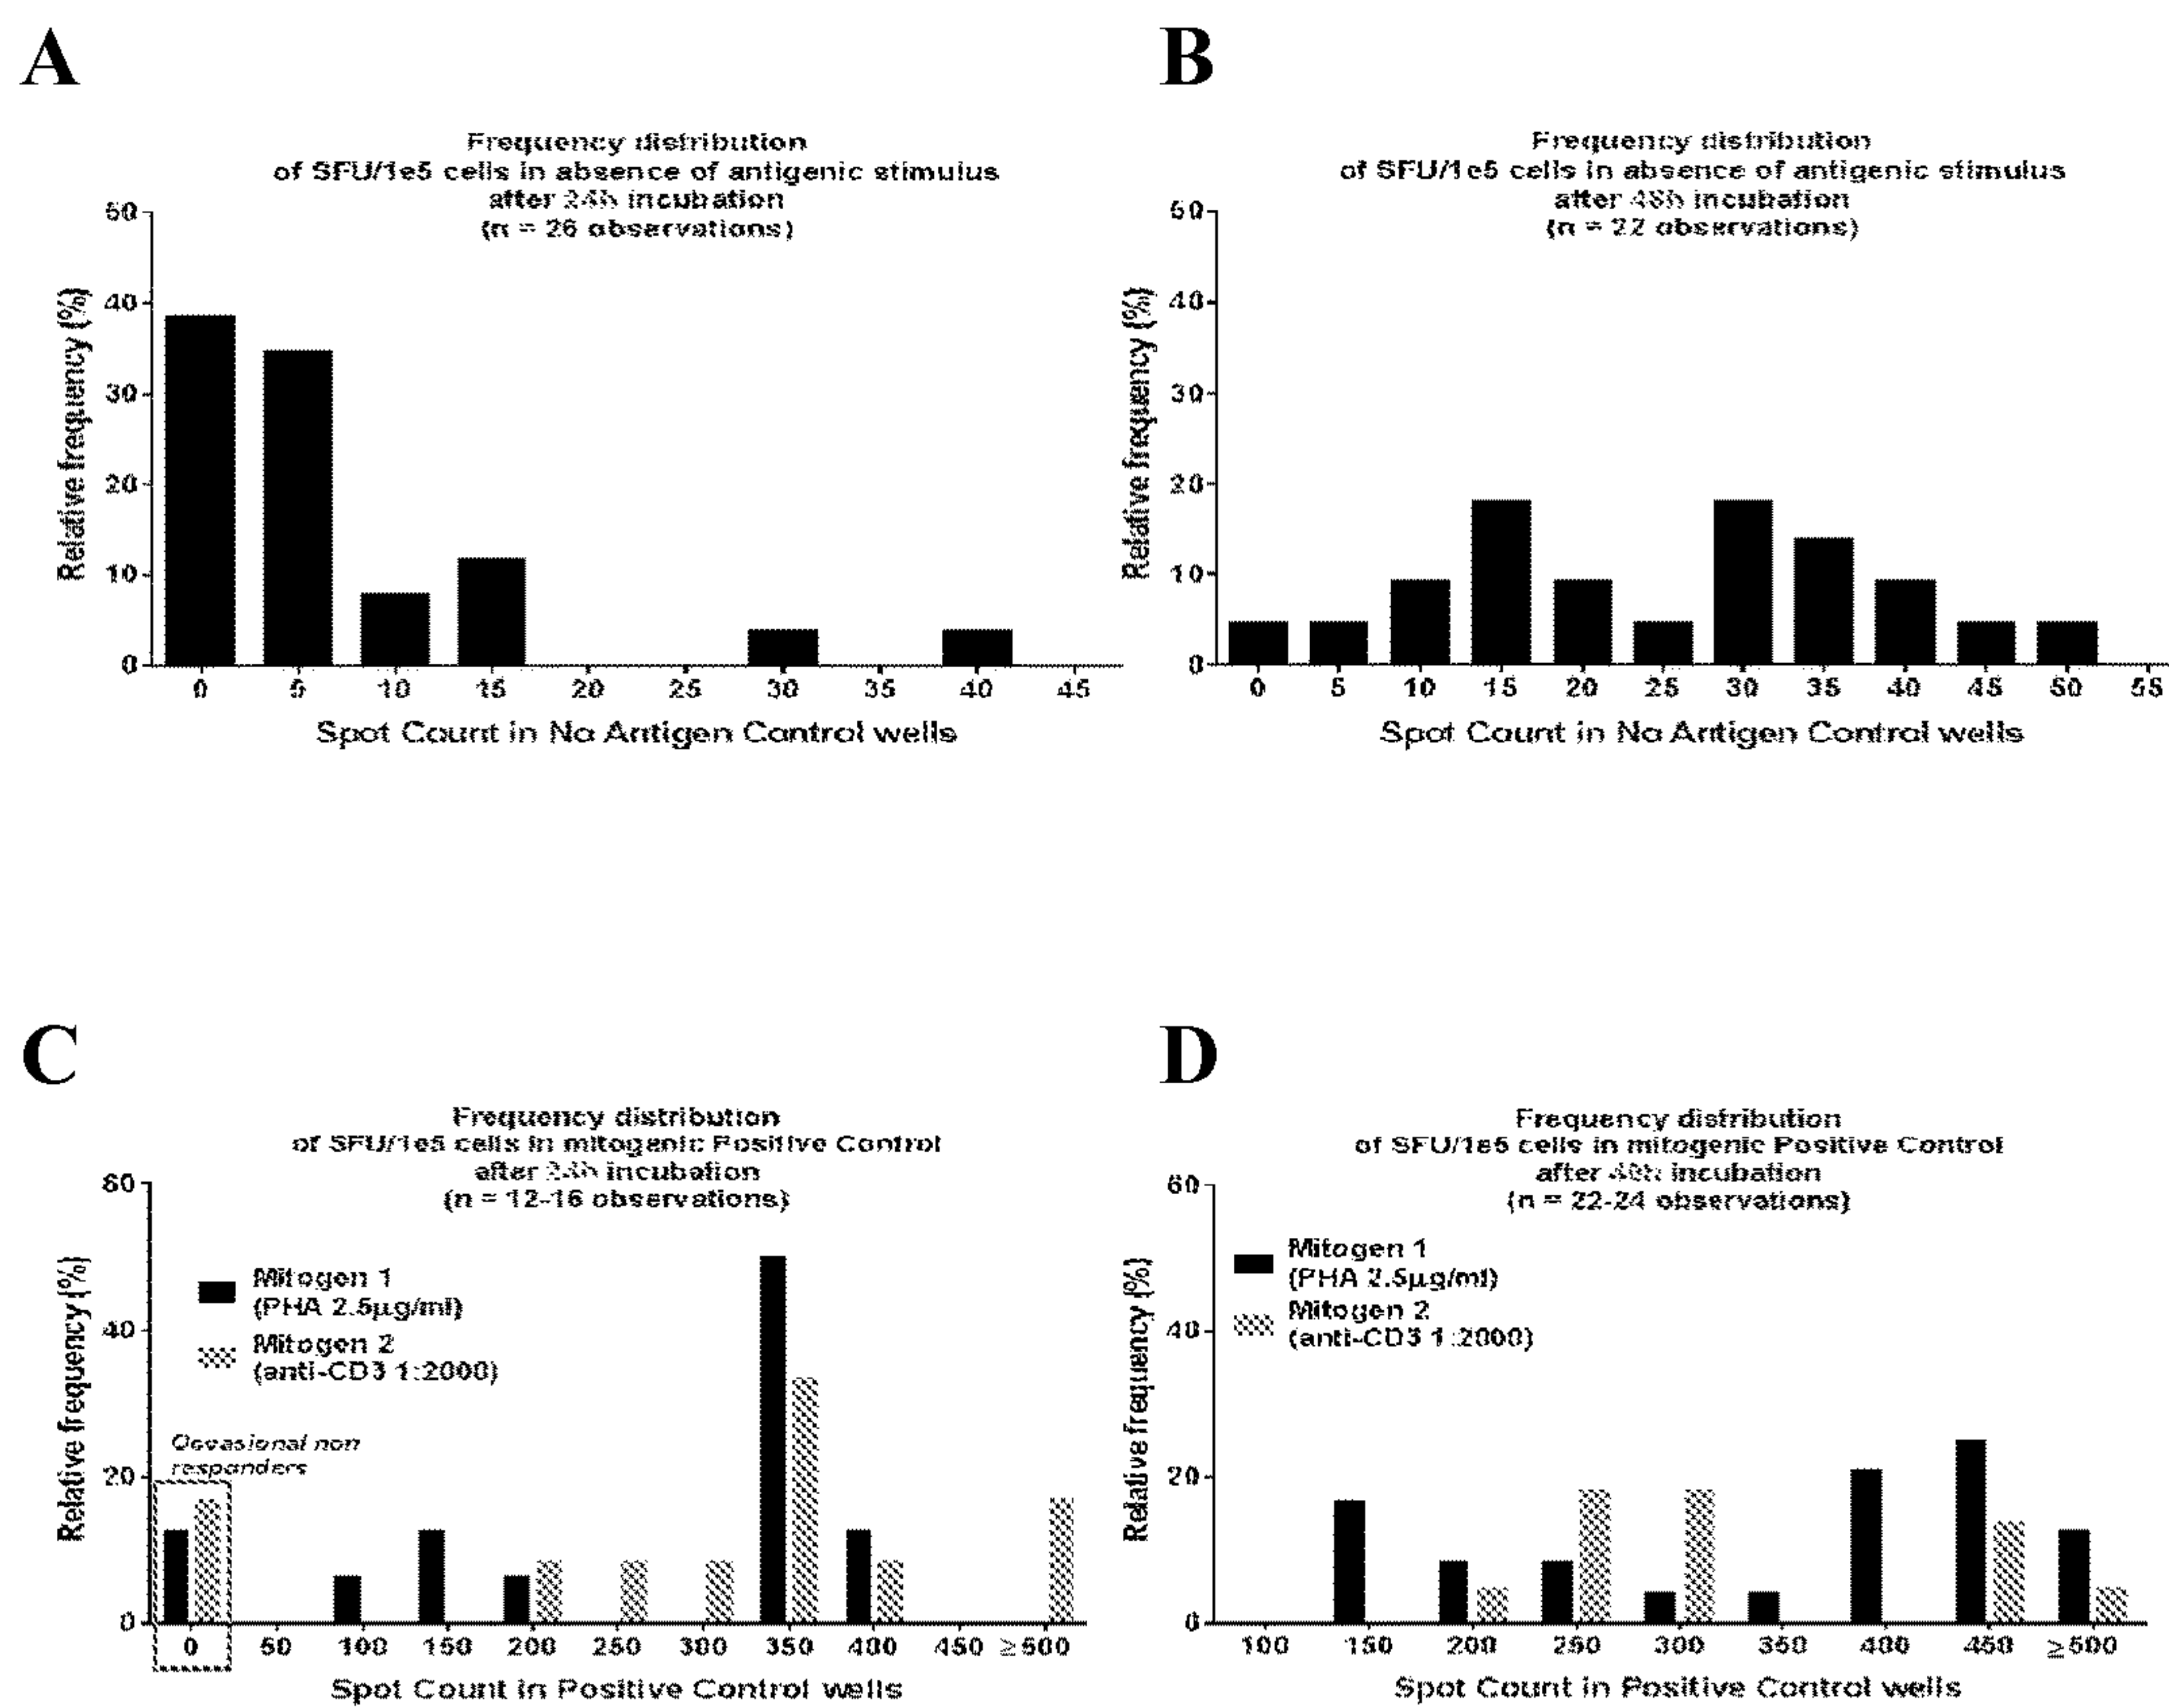 A
Frequency distribution
of SFU/1e5 cells in absence of antigenic stimulus
after 24h incubation
(n = 26 observations)
Relative frequency (%)
50
40
30
20
10
0
0 5 10 15 20 25 30 35 40 45
Spot Count in No Antigen Control wells
B
Frequency distribution
of SFU/1e5 cells in absence of antigenic stimulus
after 48h incubation
(n = 22 observations)
Relative frequency (%)
50
40
30
20
10
0
0 5 10 15 20 25 30 35 40 45 50 55
Spot Count in No Antigen Control wells
C
Frequency distribution
of SFU/1e5 cells in mitogenic Positive Control
after 24h incubation
(n = 12-16 observations)
Relative frequency (%)
60
40
20
0
Mitogen 1
(PHA 2.5µg/ml)
Mitogen 2
(anti-CD3 1:2000)
Occasional non
responders
0 50 100 150 200 250 300 350 400 450 ≥500
Spot Count in Positive Control wells
D
Frequency distribution
of SFU/1e5 cells in mitogenic Positive Control
after 48h incubation
(n = 22-24 observations)
Relative frequency (%)
60
40
20
0
Mitogen 1
(PHA 2.5µg/ml)
Mitogen 2
(anti-CD3 1:2000)
100 150 200 250 300 350 400 450 ≥500
Spot Count in Positive Control wells